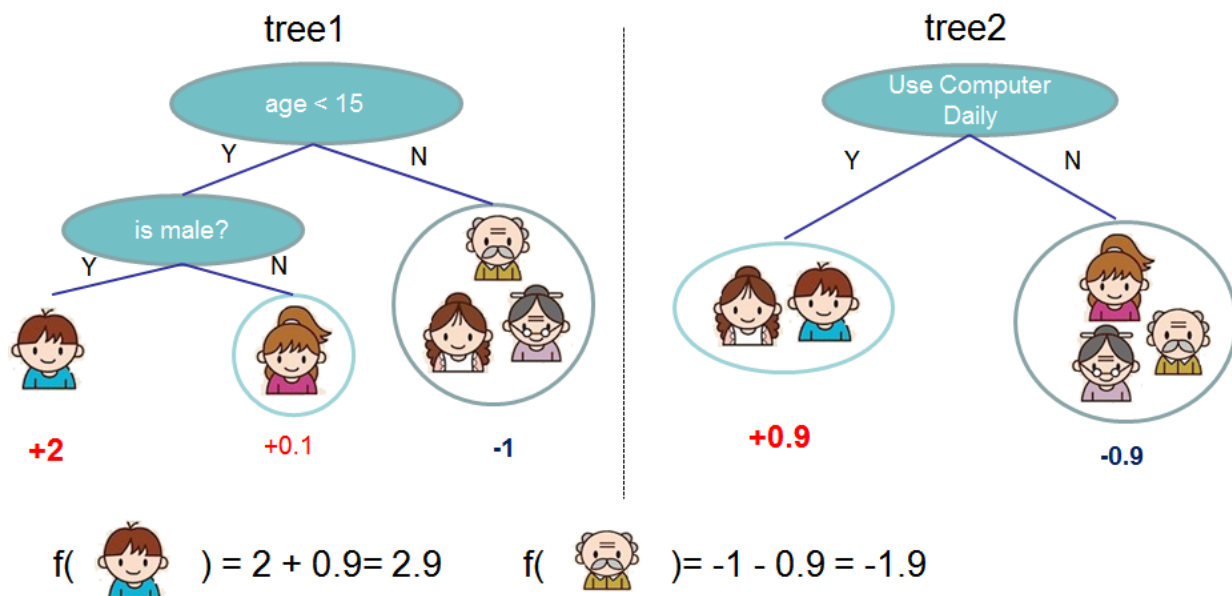 tree1
tree2
age < 15
Use Computer
Daily
Y
N
Y
N
is male?
Y
N
+2
+0.1
-1
+0.9
-0.9
f( ) = 2 + 0.9= 2.9
f( )= -1 - 0.9 = -1.9